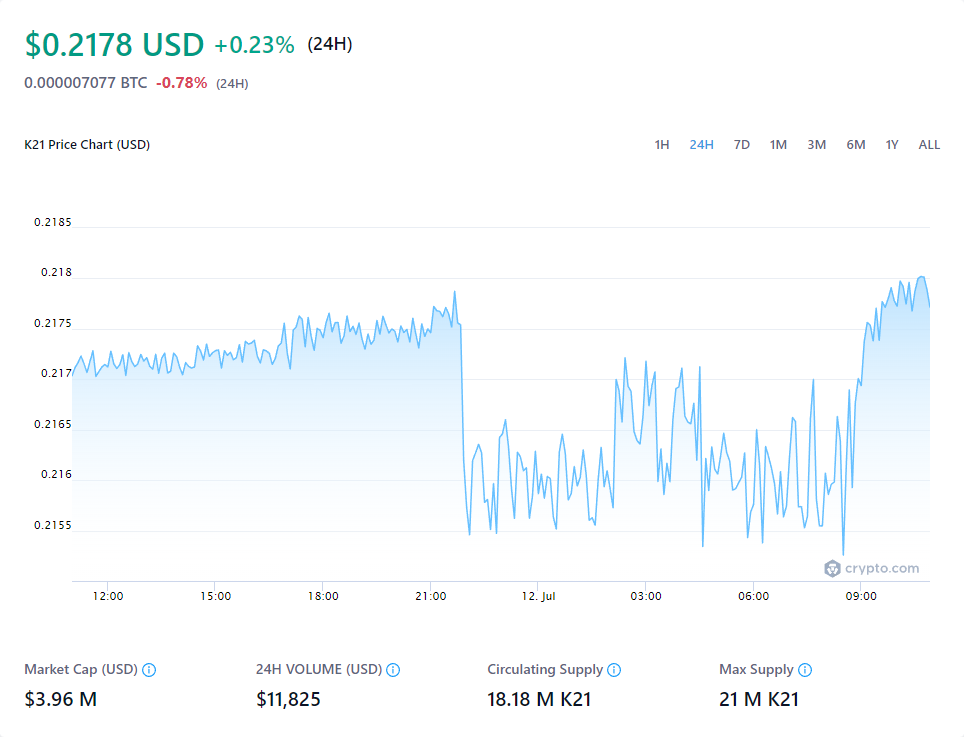 $0.2178 USD +0.23% (24H)
0.000007077 BTC -0.78% (24H)
K21 Price Chart (USD)
1H 24H 7D 1M 3M 6M 1Y ALL
0.2185
0.218
0.2175
0.217
0.2165
0.216
0.2155
crypto.com
12:00 15:00 18:00 21:00 12. Jul 03:00 06:00 09:00
Market Cap (USD) 24H VOLUME (USD) Circulating Supply Max Supply
$3.96 M $11,825 18.18 M K21 21 M K21